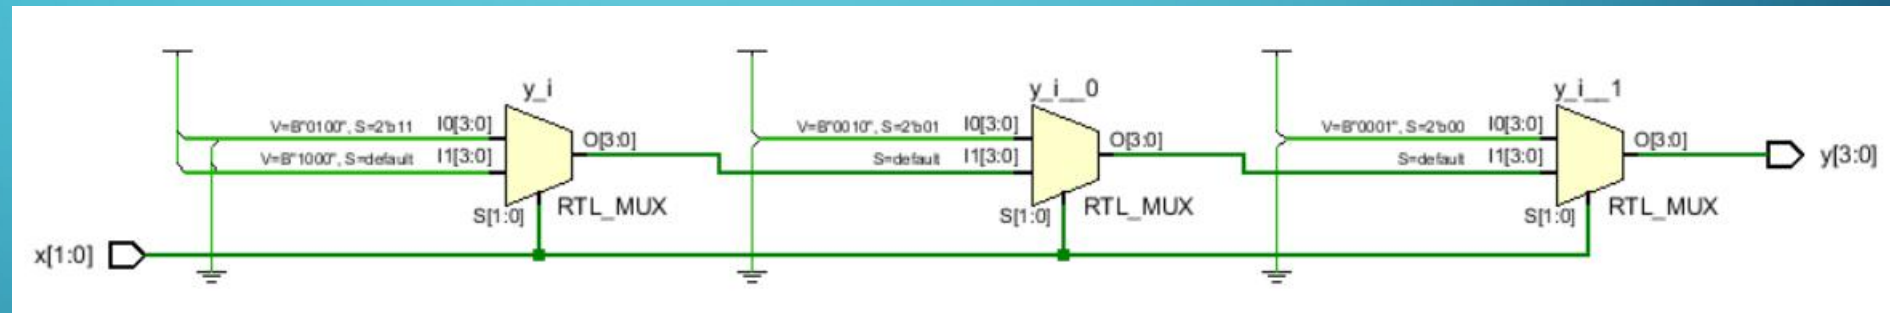 y_i
V=B"0100", S=2'b11 I0[3:0]
V=B"1000", S=default I1[3:0]
O[3:0]
S[1:0]
RTL_MUX
y_i__0
V=B"0010", S=2'b01 I0[3:0]
S=default I1[3:0]
O[3:0]
S[1:0]
RTL_MUX
y_i__1
V=B"0001", S=2'b00 I0[3:0]
S=default I1[3:0]
O[3:0]
S[1:0]
RTL_MUX
x[1:0]
y[3:0]